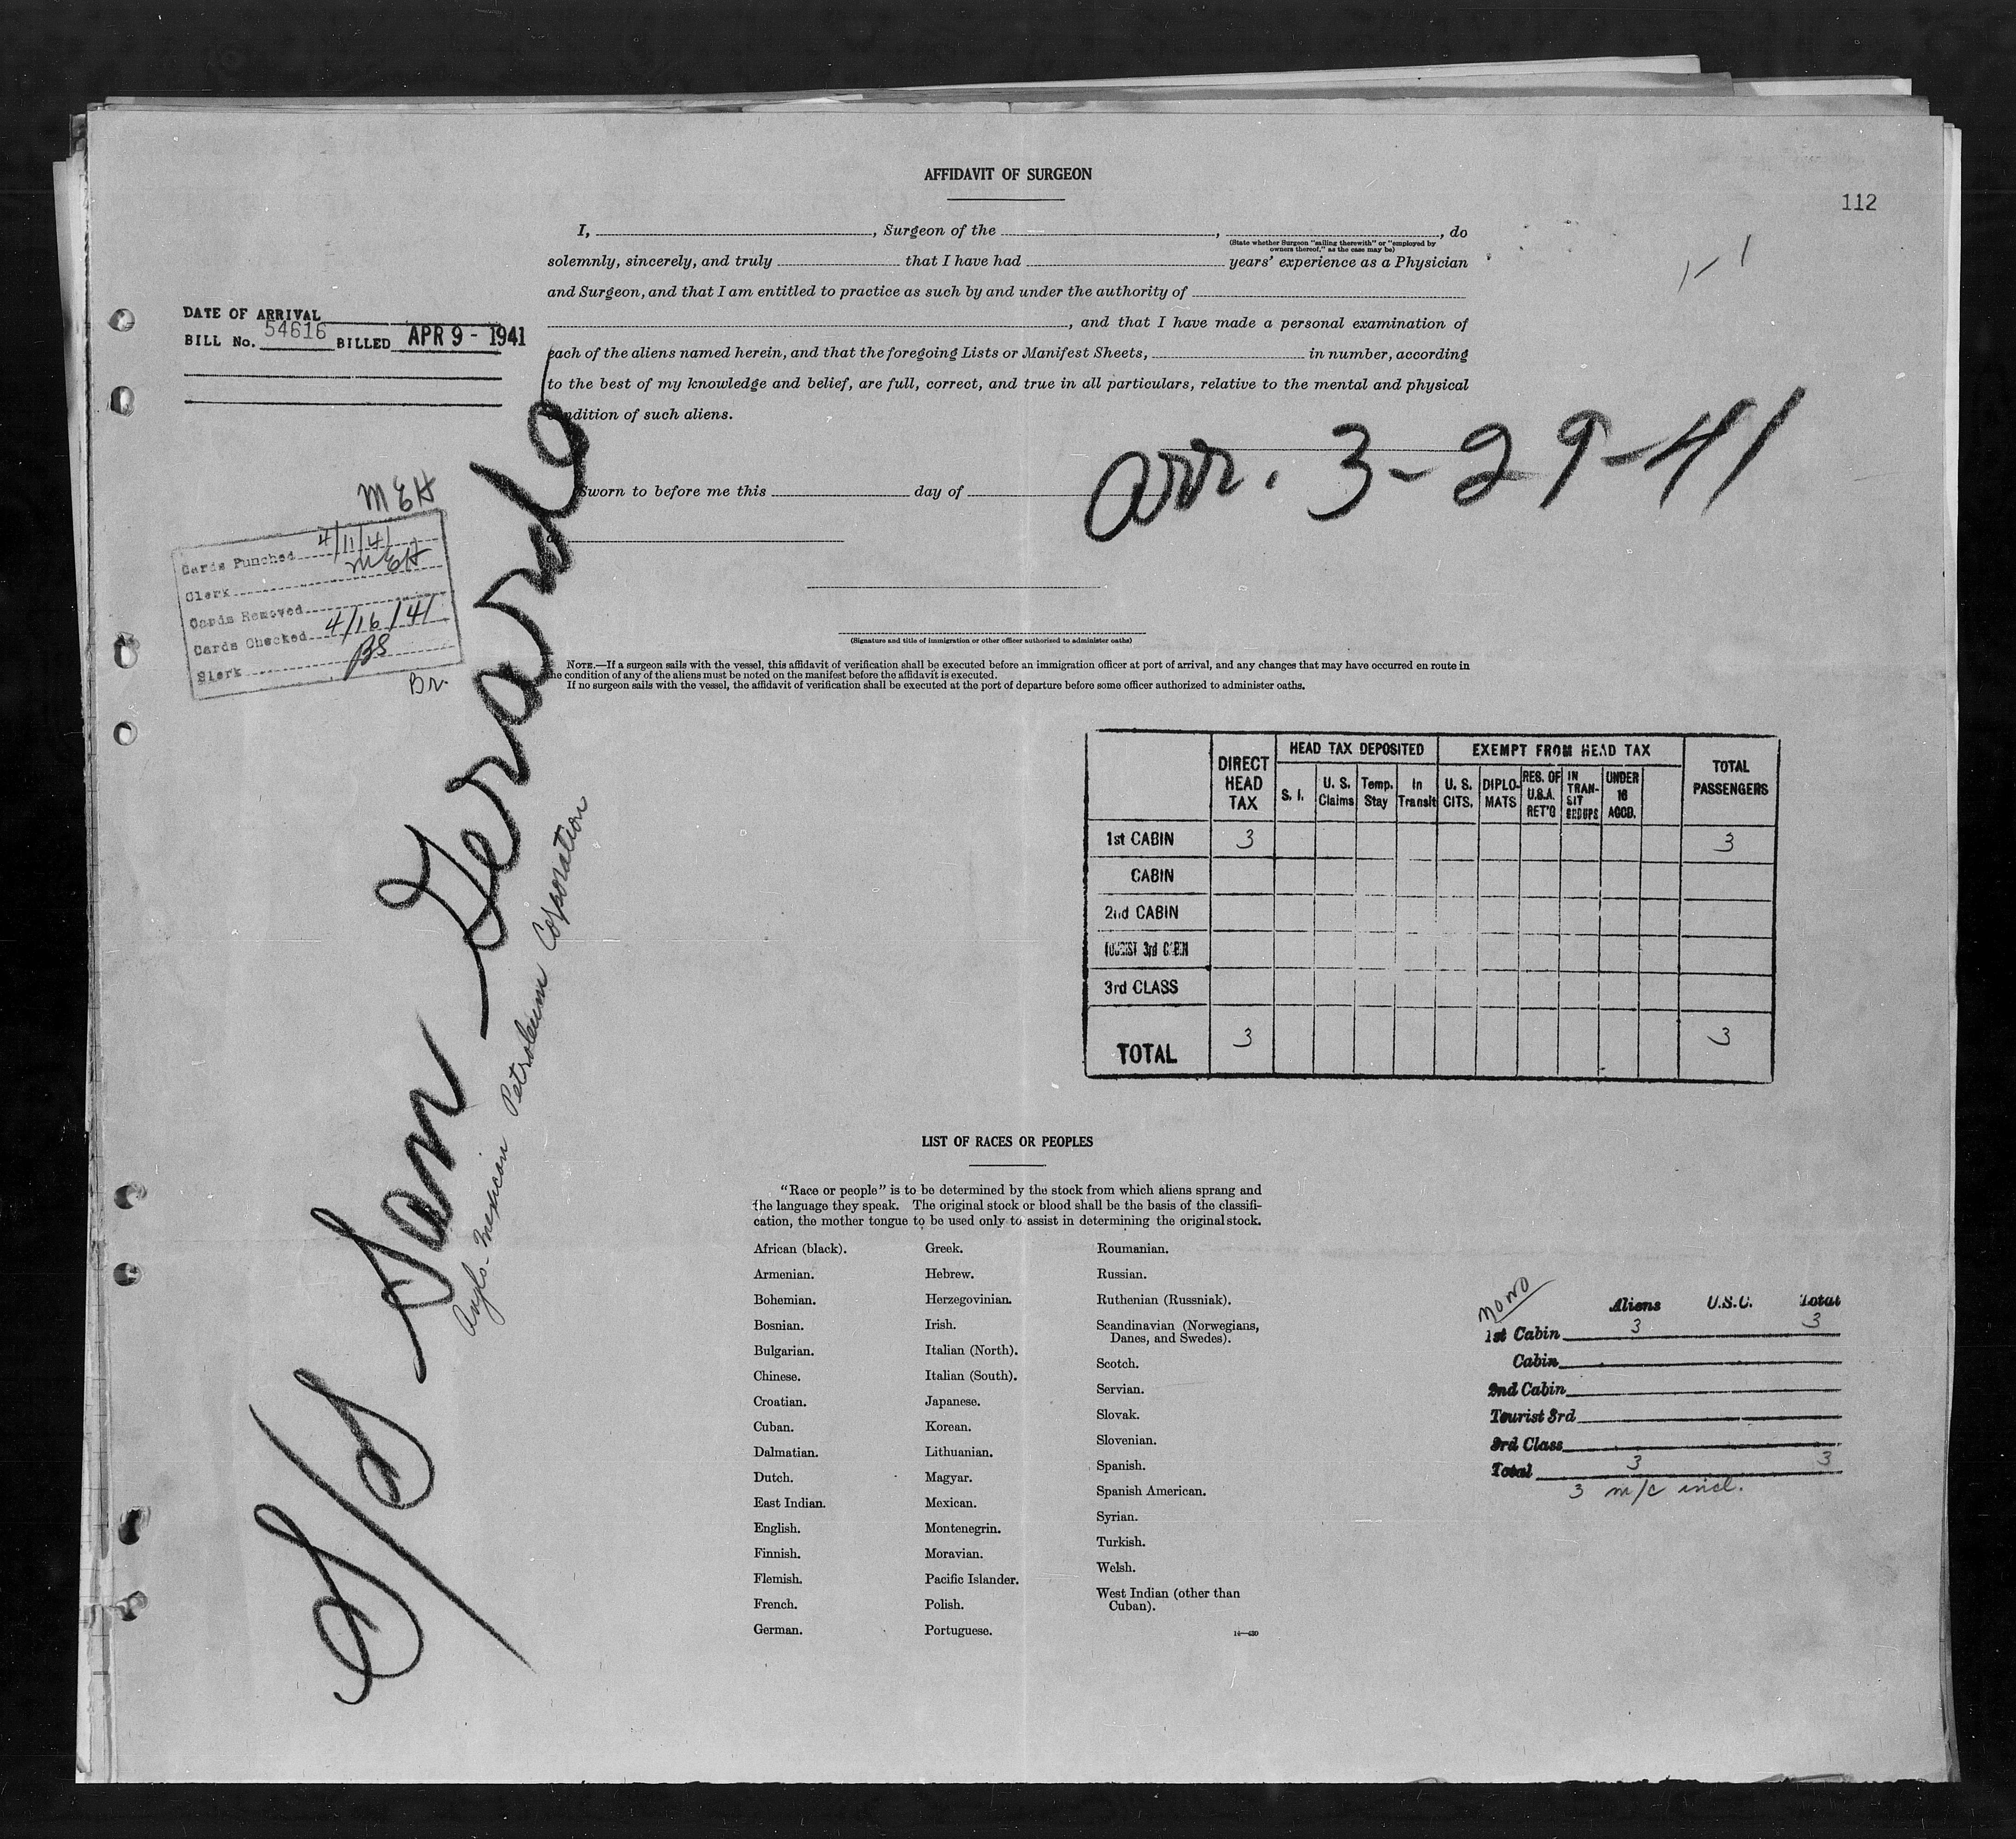 AFFIDAVIT OF SURGEON
112
I, , Surgeon of the , , do
(State whether Surgeon "sailing therewith" or "employed by
owners thereof," as the case may be)
solemnly, sincerely, and truly that I have had years' experience as a Physician
and Surgeon, and that I am entitled to practice as such by and under the authority of
, and that I have made a personal examination of
each of the aliens named herein, and that the foregoing Lists or Manifest Sheets, in number, according
to the best of my knowledge and belief, are full, correct, and true in all particulars, relative to the mental and physical
condition of such aliens.
DATE OF ARRIVAL
BILL No. 54616 BILLED APR 9 - 1941
arr. 3-29-41
Sworn to before me this day of
MEH
Cards Punched 4/11/41
Clerk MEH
Cards Removed
Cards Checked 4/16/41
Clerk BS
Br.
(Signature and title of immigration or other officer authorized to administer oaths)
NOTE.—If a surgeon sails with the vessel, this affidavit of verification shall be executed before an immigration officer at port of arrival, and any changes that may have occurred en route in
the condition of any of the aliens must be noted on the manifest before the affidavit is executed.
If no surgeon sails with the vessel, the affidavit of verification shall be executed at the port of departure before some officer authorized to administer oaths.
S/S San Gerardo
Anglo-Mexican Petroleum Corporation
DIRECT HEAD TAX HEAD TAX DEPOSITED EXEMPT FROM HEAD TAX TOTAL PASSENGERS
S. I. U. S. Claims Temp. Stay In Transit U. S. CITS. DIPLO-MATS RES. OF U.S.A. RET'G IN TRAN-SIT GROUPS UNDER 16 ACCD.
1st CABIN 3 3
CABIN
2nd CABIN
TOURIST 3rd CABIN
3rd CLASS
TOTAL 3 3
LIST OF RACES OR PEOPLES
"Race or people" is to be determined by the stock from which aliens sprang and
the language they speak. The original stock or blood shall be the basis of the classifi-
cation, the mother tongue to be used only to assist in determining the original stock.
African (black).
Armenian.
Bohemian.
Bosnian.
Bulgarian.
Chinese.
Croatian.
Cuban.
Dalmatian.
Dutch.
East Indian.
English.
Finnish.
Flemish.
French.
German.
Greek.
Hebrew.
Herzegovinian.
Irish.
Italian (North).
Italian (South).
Japanese.
Korean.
Lithuanian.
Magyar.
Mexican.
Montenegrin.
Moravian.
Pacific Islander.
Polish.
Portuguese.
Roumanian.
Russian.
Ruthenian (Russniak).
Scandinavian (Norwegians,
Danes, and Swedes).
Scotch.
Servian.
Slovak.
Slovenian.
Spanish.
Spanish American.
Syrian.
Turkish.
Welsh.
West Indian (other than
Cuban).
14—430
Aliens U.S.C. Total
1st Cabin 3 3
Cabin
2nd Cabin
Tourist 3rd
3rd Class
Total 3 3
3 m/c incl.